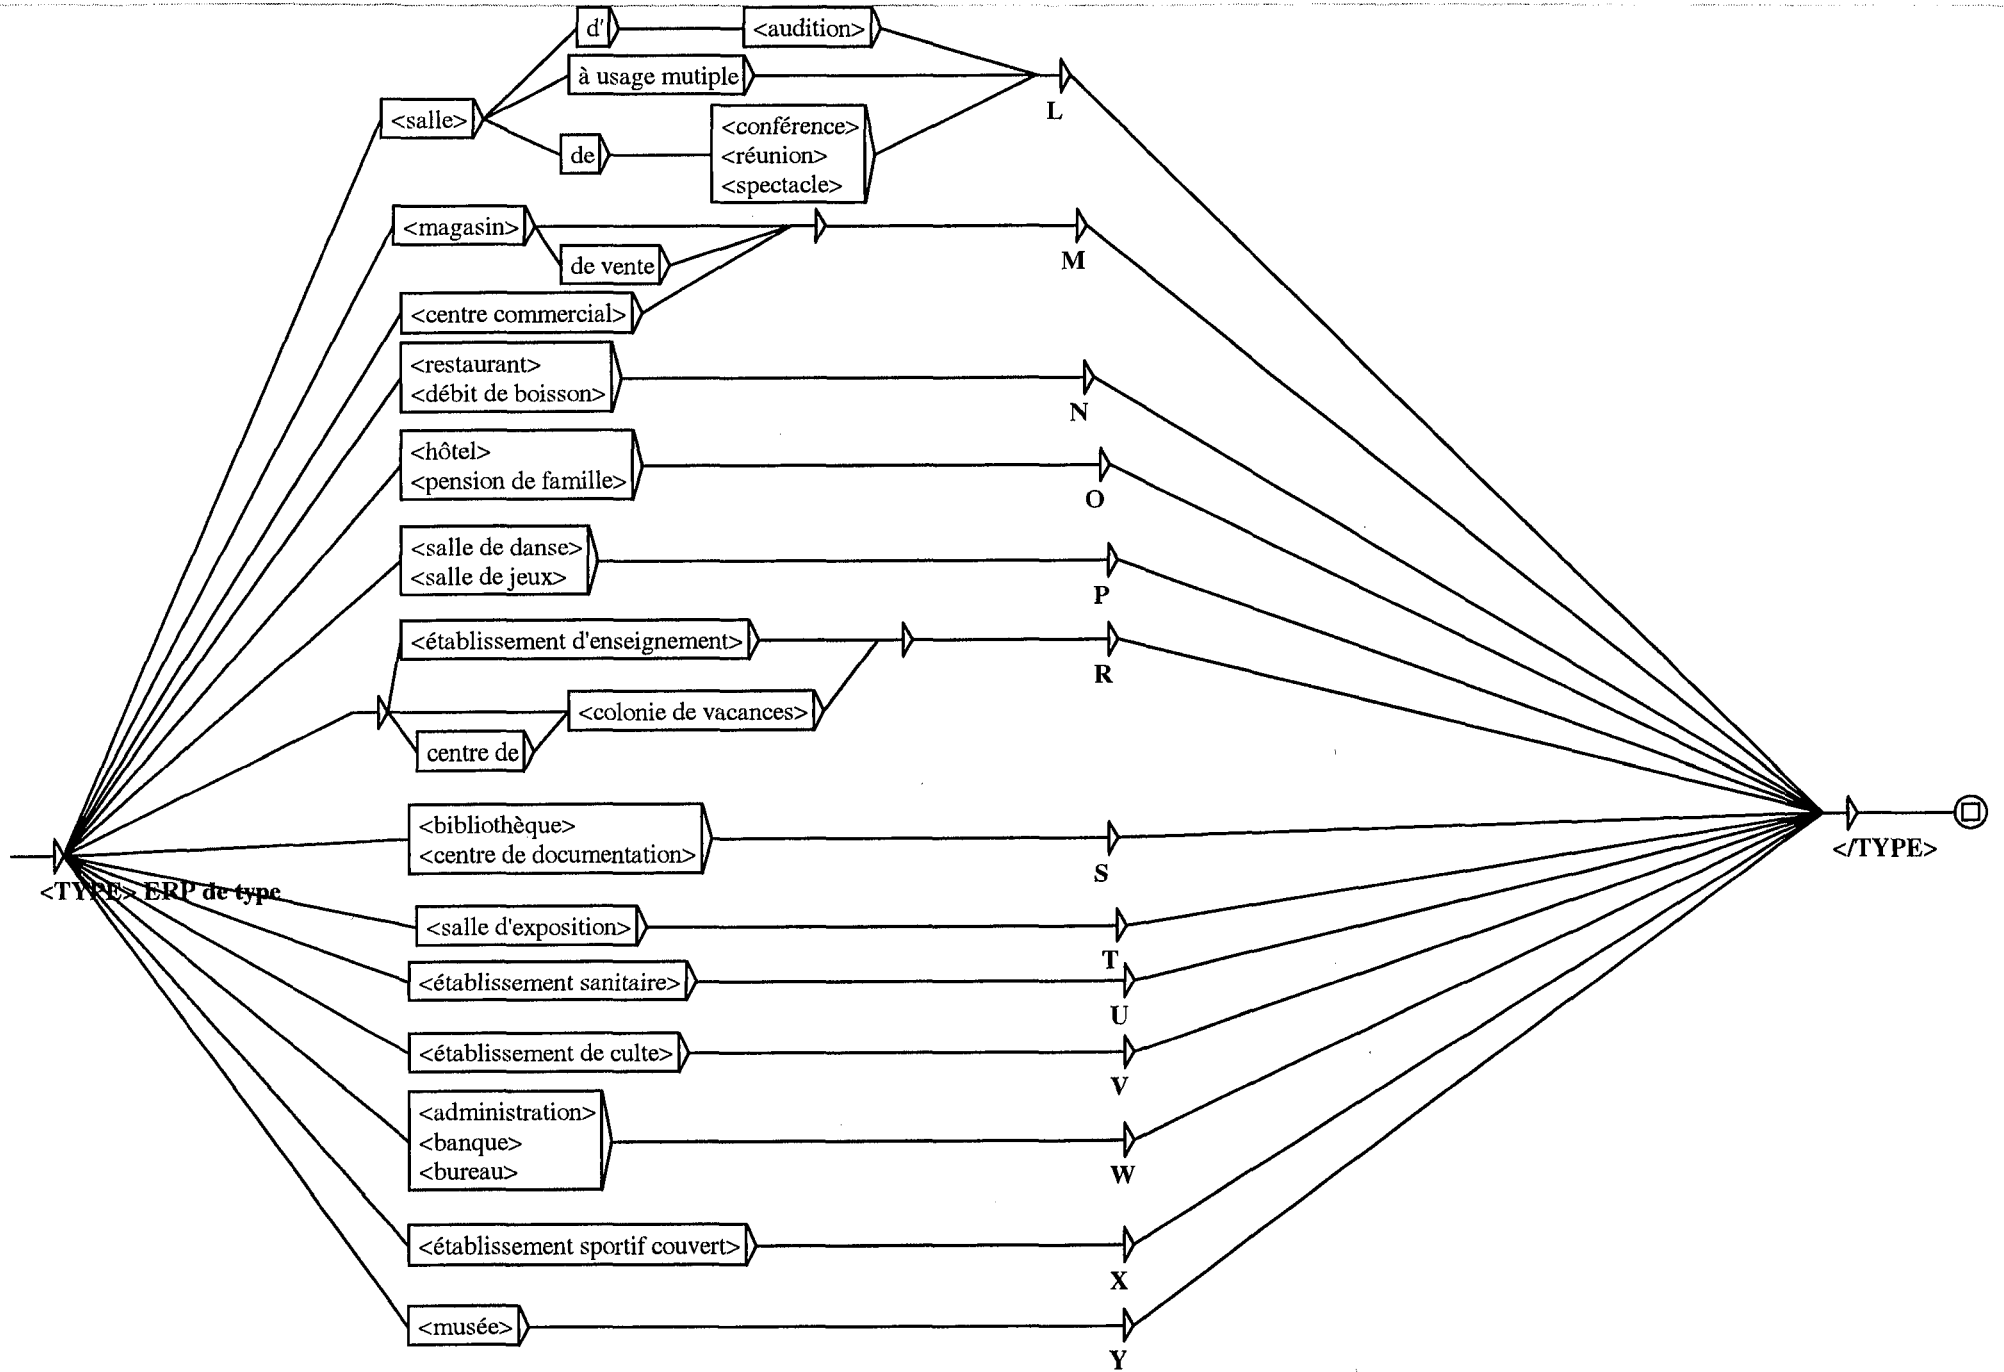 d'
<audition>
à usage mutiple
L
<salle>
<conférence>
de
<réunion>
<spectacle>
<magasin>
de vente
M
<centre commercial>
<restaurant>
<débit de boisson>
N
<hôtel>
<pension de famille>
O
<salle de danse>
<salle de jeux>
P
<établissement d'enseignement>
R
<colonie de vacances>
centre de
<bibliothèque>
<centre de documentation>
S
<TYPE> ERP de type
</TYPE>
<salle d'exposition>
T
<établissement sanitaire>
U
<établissement de culte>
V
<administration>
<banque>
<bureau>
W
<établissement sportif couvert>
X
<musée>
Y